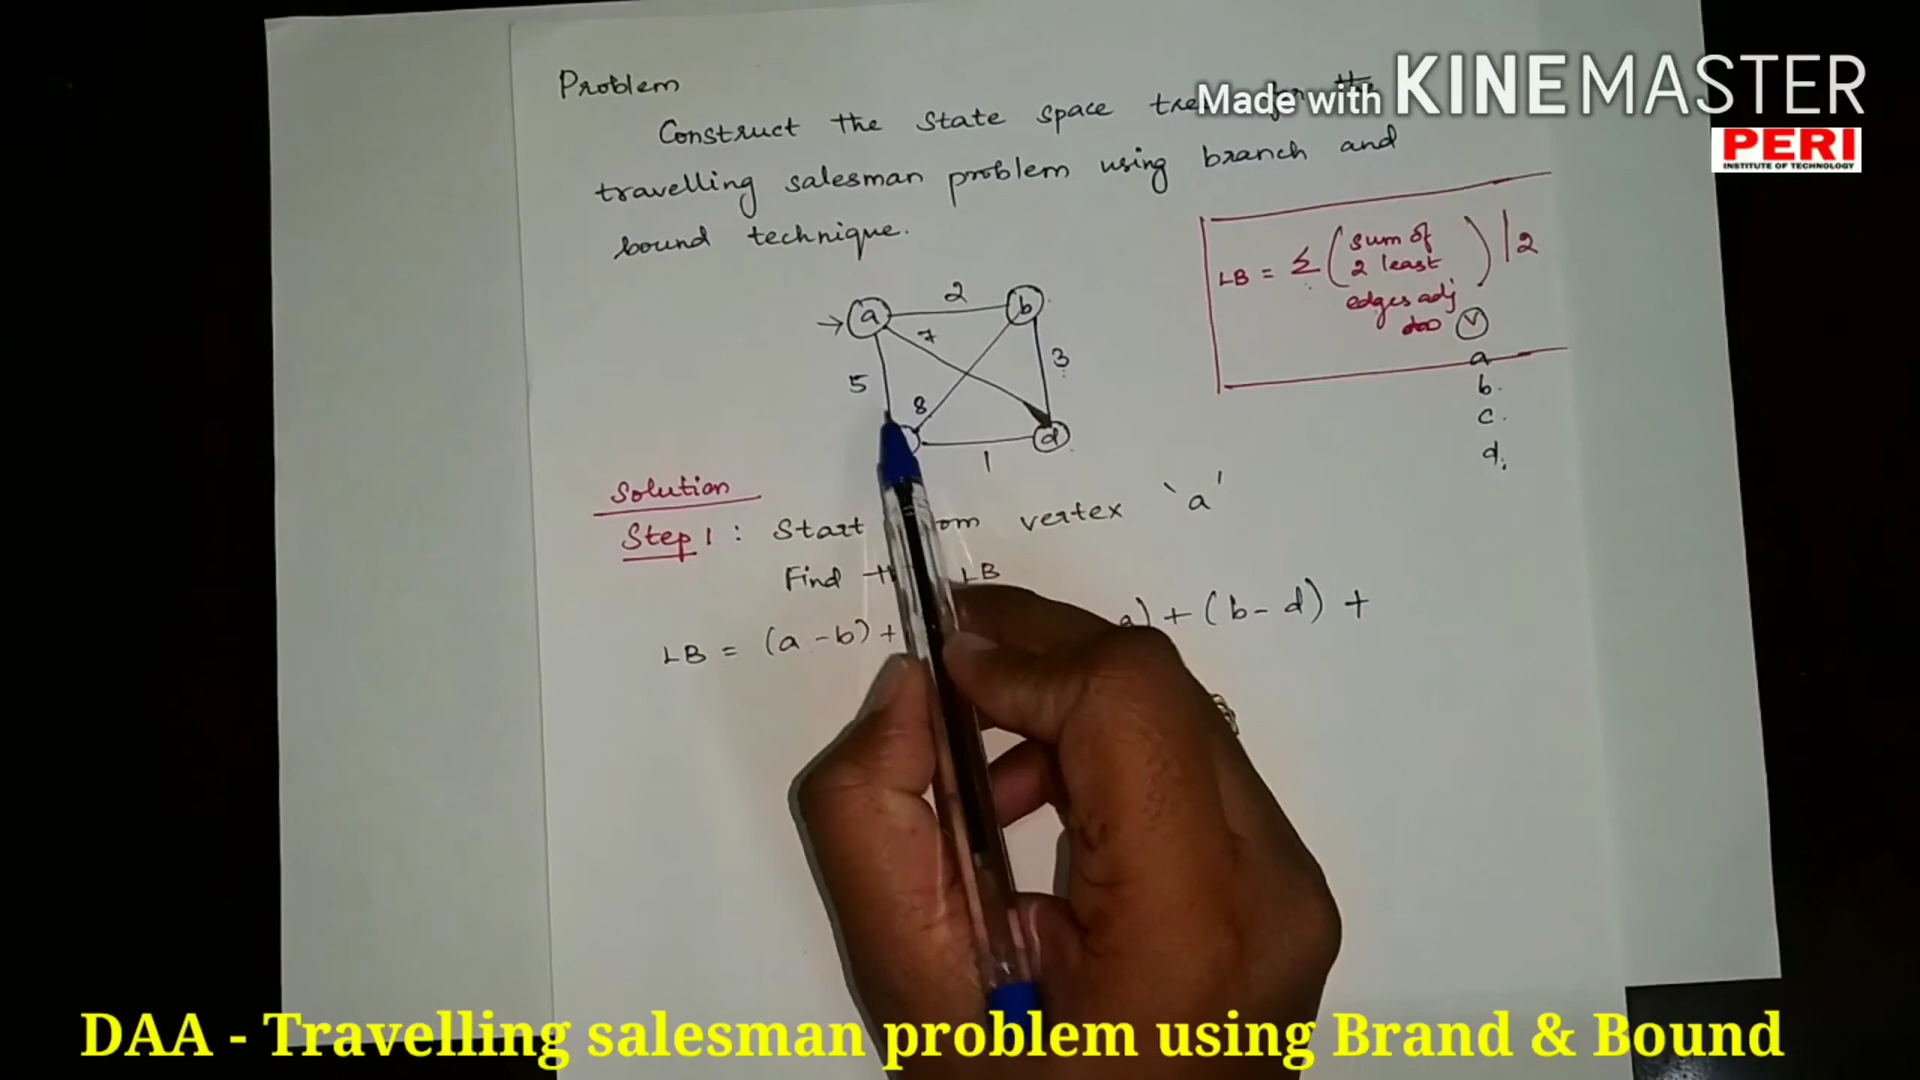 Problem
Made with KINEMASTER
Construct the state space
PERI
INSTITUTE OF TECHNOLOGY
travelling salesman problem using branch and
bound technique.
LB = Σ ( sum of 2 least edges adj ) / 2
V
a
b.
c.
d.
a 2 b
7
5 3
8
d
1
Solution
Step 1: Start vertex 'a'
Find LB
LB = (a - b) + a) + (b - d) +
DAA - Travelling salesman problem using Brand & Bound